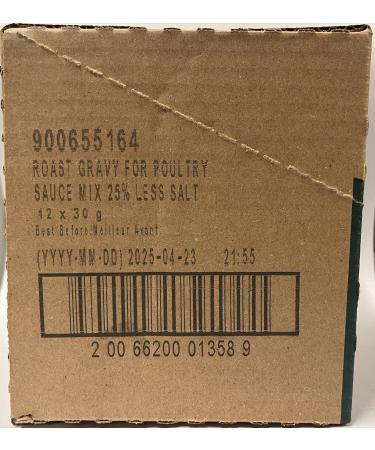 900655164
ROAST GRAVY FOR POULTRY
SAUCE MIX 25% LESS SALT
12 x 30 g
Best Before/Meilleur Avant
(YYYY-MM-DD) 2025-04-23 21:55
2 00 66200 01358 9